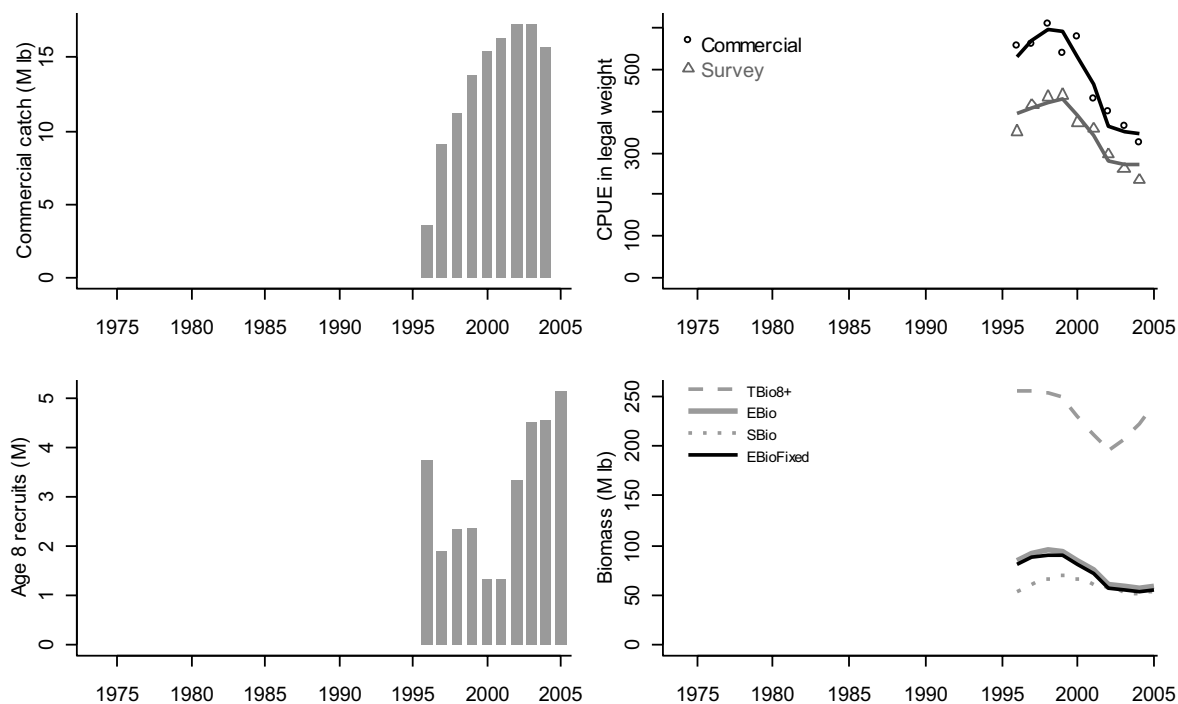 Commercial catch (M lb)
15
10
5
0
1975 1980 1985 1990 1995 2000 2005
CPUE in legal weight
500
300
100
0
Commercial
Survey
1975 1980 1985 1990 1995 2000 2005
Age 8 recruits (M)
5
4
3
2
1
0
1975 1980 1985 1990 1995 2000 2005
Biomass (M lb)
250
200
150
100
50
0
TBio8+
EBio
SBio
EBioFixed
1975 1980 1985 1990 1995 2000 2005